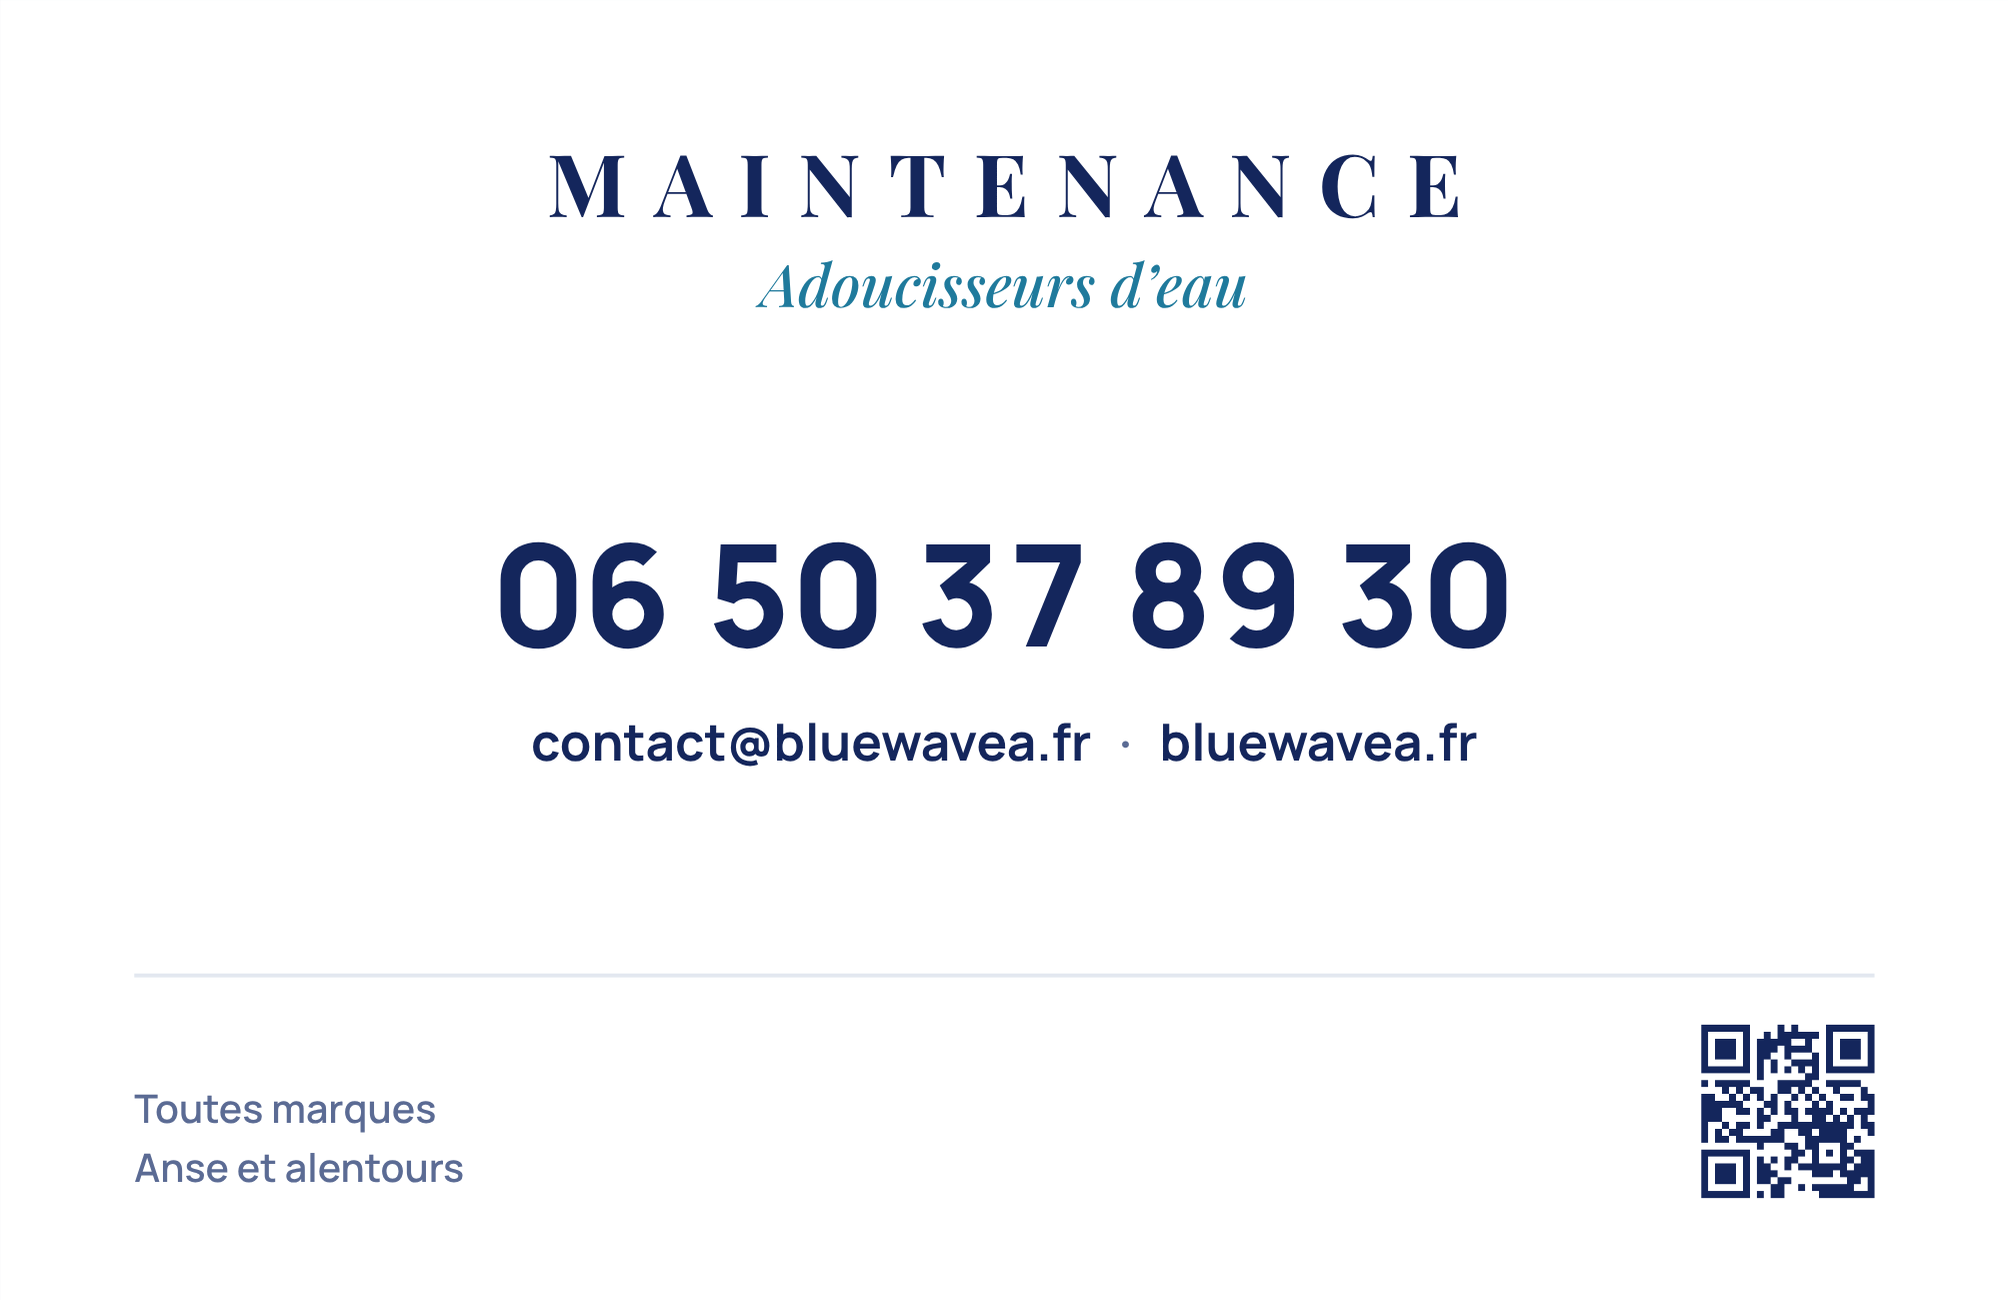 MAINTENANCE
Adoucisseurs d’eau
06 50 37 89 30
contact@bluewavea.fr · bluewavea.fr
Toutes marques
Anse et alentours